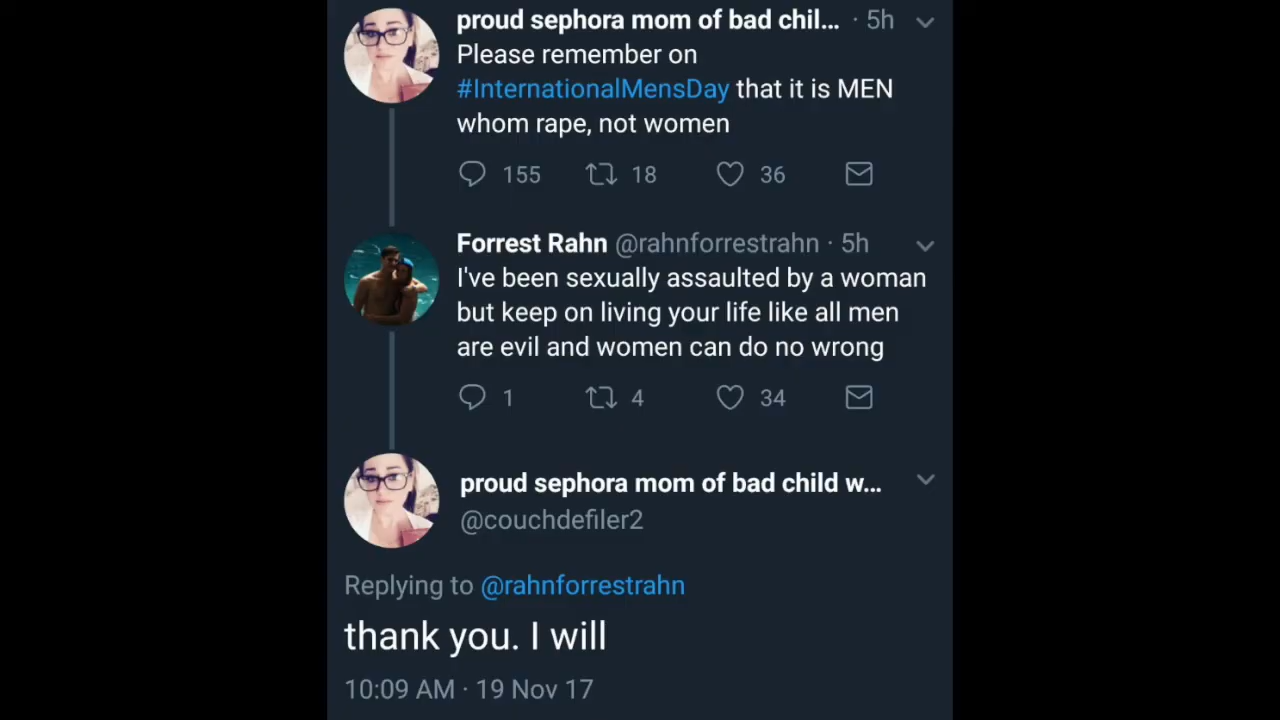 proud sephora mom of bad chil... · 5h
Please remember on
#InternationalMensDay that it is MEN
whom rape, not women
155 18 36
Forrest Rahn @rahnforrestrahn · 5h
I've been sexually assaulted by a woman
but keep on living your life like all men
are evil and women can do no wrong
1 4 34
proud sephora mom of bad child w...
@couchdefiler2
Replying to @rahnforrestrahn
thank you. I will
10:09 AM · 19 Nov 17